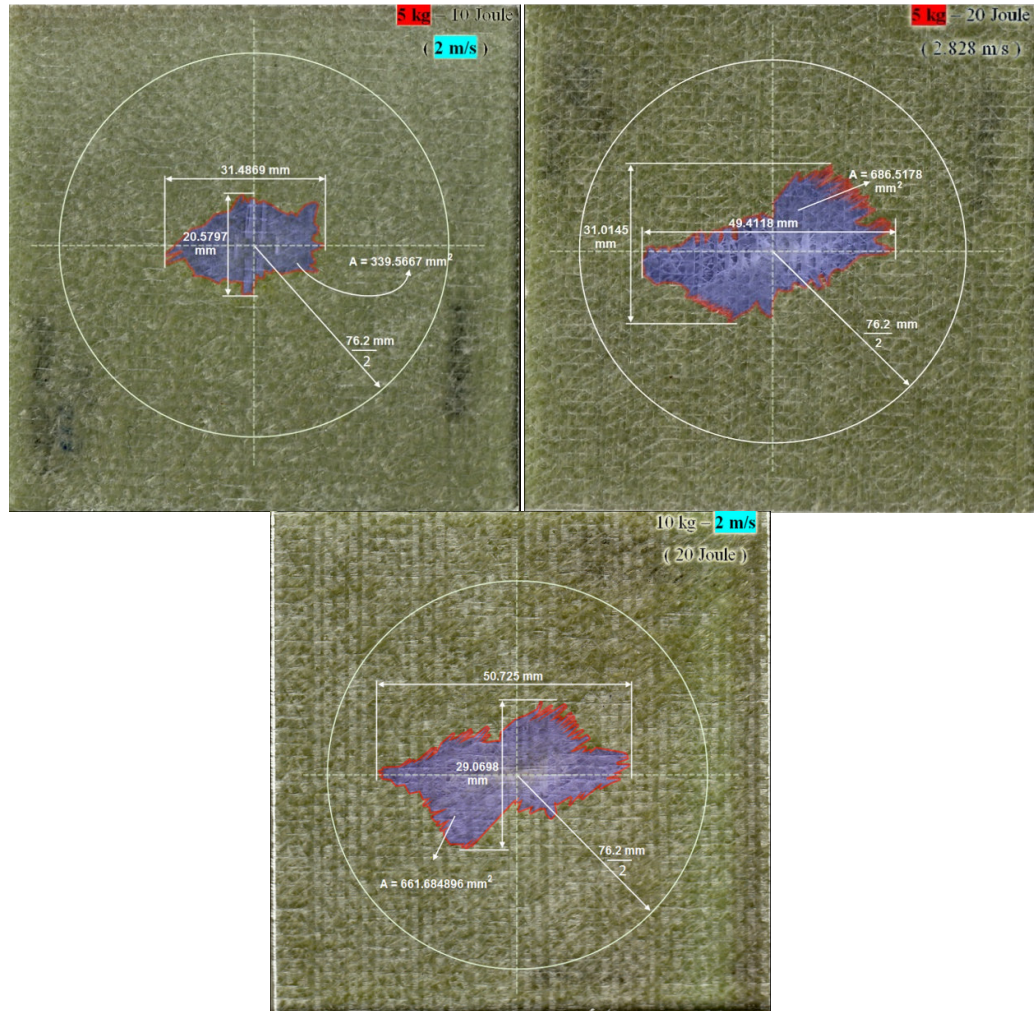 5 kg – 10 Joule
( 2 m/s )
31.4869 mm
20.5797
mm
A = 339.5667 mm²
76.2 mm
2
5 kg – 20 Joule
( 2.828 m/s )
A = 686.5178
mm²
49.4118 mm
31.0145
mm
76.2 mm
2
10 kg – 2 m/s –
( 20 Joule )
50.725 mm
29.0698
mm
76.2 mm
2
A = 661.684896 mm²